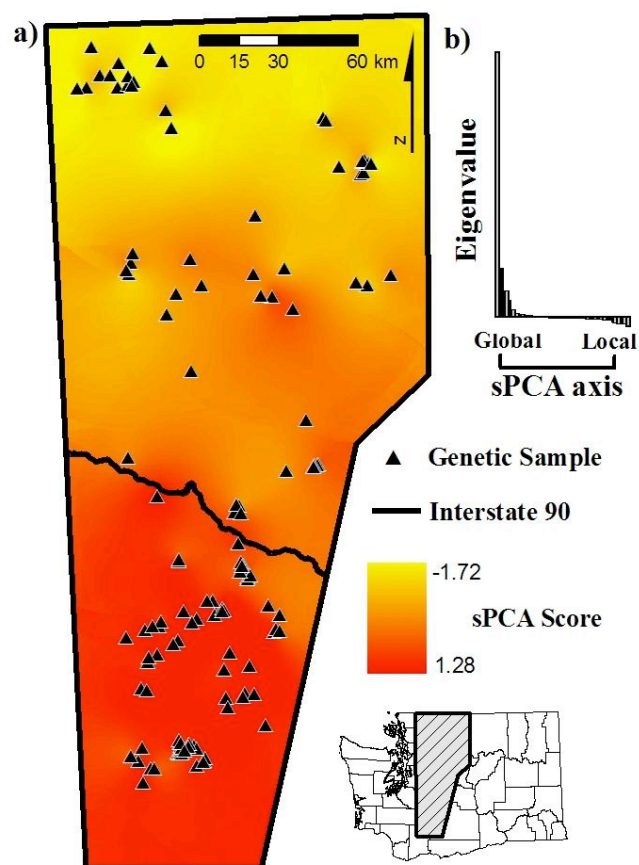 a)
b)
0 15 30 60 km
z
Eigenvalue
Global Local
sPCA axis
Genetic Sample
Interstate 90
-1.72
sPCA Score
1.28